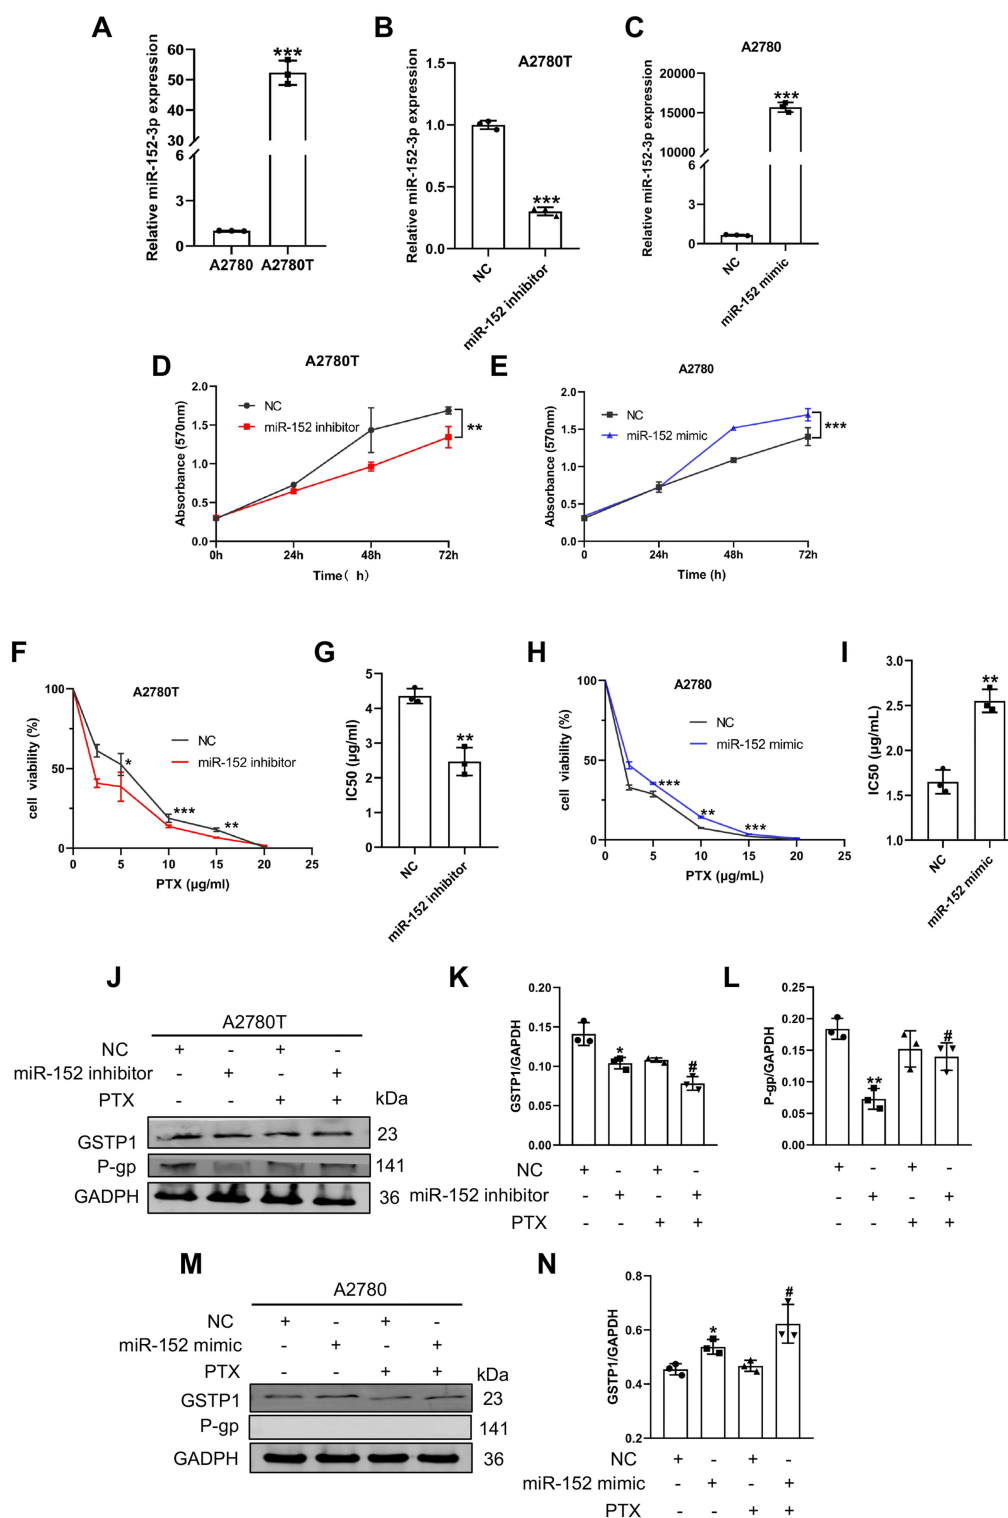 A
Relative miR-152-3p expression
60
50
40
30
6
3
0
***
A2780 A2780T
B
A2780T
Relative miR-152-3p expression
1.5
1.0
0.5
0.0
***
NC
miR-152 inhibitor
C
A2780
Relative miR-152-3p expression
20000
15000
10000
6
3
0
***
NC
miR-152 mimic
D
A2780T
Absorbance (570nm)
2.0
1.5
1.0
0.5
0.0
NC
miR-152 inhibitor
**
0h 24h 48h 72h
Time( h)
E
A2780
Absorbance (570nm)
2.0
1.5
1.0
0.5
0.0
NC
miR-152 mimic
***
0 24h 48h 72h
Time (h)
F
A2780T
cell viability (%)
100
50
0
NC
miR-152 inhibitor
* *** **
0 5 10 15 20 25
PTX (μg/ml)
G
IC50 (μg/ml)
5
4
3
2
1
0
**
NC
miR-152 inhibitor
H
A2780
cell viability (%)
100
50
0
NC
miR-152 mimic
*** ** ***
0 5 10 15 20 25
PTX (μg/mL)
I
IC50 (μg/mL)
3.0
2.5
2.0
1.5
1.0
**
NC
miR-152 mimic
J
A2780T
NC + - + -
miR-152 inhibitor - + - +
PTX - - + + kDa
GSTP1 23
P-gp 141
GADPH 36
K
GSTP1/GAPDH
0.20
0.15
0.10
0.05
0.00
* #
NC + - + -
miR-152 inhibitor - + - +
PTX - - + +
L
P-gp/GAPDH
0.25
0.20
0.15
0.10
0.05
0.00
** #
+ - + -
- + - +
- - + +
M
A2780
NC + - + -
miR-152 mimic - + - +
PTX - - + + kDa
GSTP1 23
P-gp 141
GADPH 36
N
GSTP1/GAPDH
0.8
0.6
0.4
0.2
* #
NC + - + -
miR-152 mimic - + - +
PTX - - + +